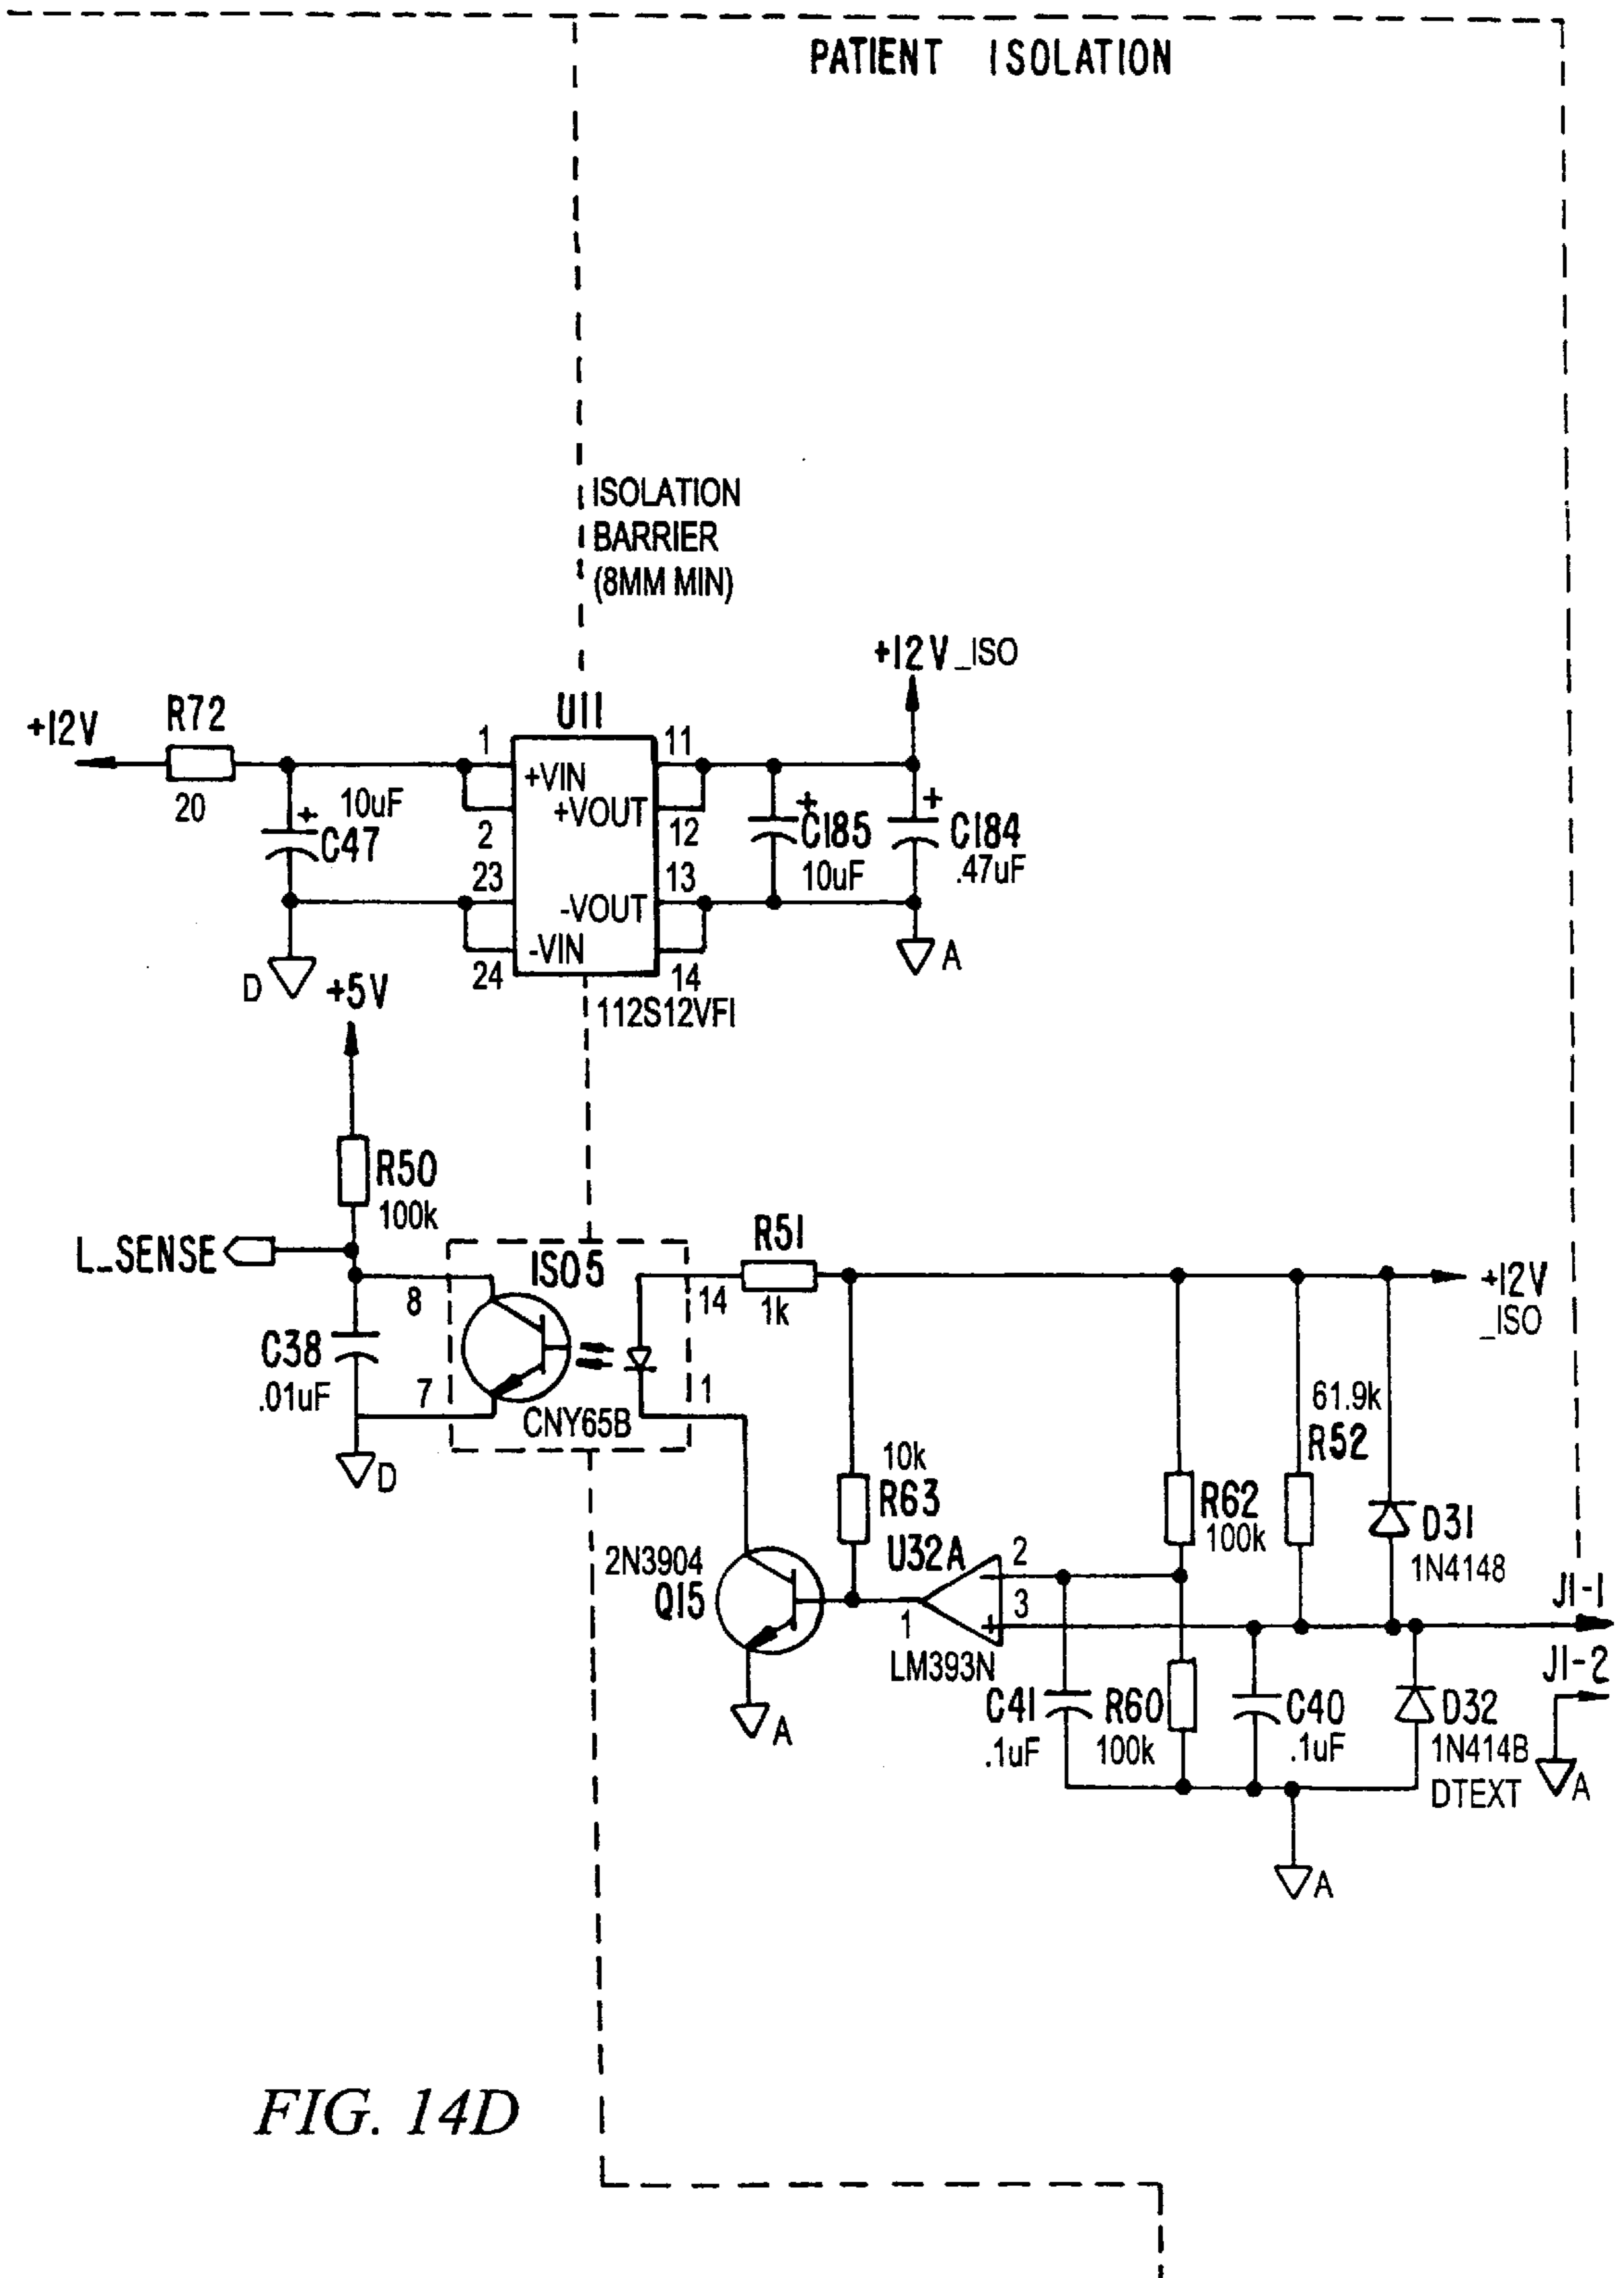 PATIENT ISOLATION
ISOLATION
BARRIER
(8MM MIN)
+12V_ISO
+12V
R72
20
10uF
+
C47
D
U11
1
2
23
24
+VIN
+VOUT
-VOUT
-VIN
11
12
13
14
112S12VFI
+
C185
10uF
+
C184
.47uF
A
+5V
R50
100k
L_SENSE
C38
.01uF
D
8
7
ISO5
CNY65B
14
1
R51
1k
+12V
_ISO
10k
R63
2N3904
Q15
A
U32A
2
3
1
-
+
LM393N
R62
100k
61.9k
R52
D31
1N4148
J1-1
J1-2
A
C41
.1uF
R60
100k
C40
.1uF
D32
1N414B
DTEXT
A
FIG. 14D